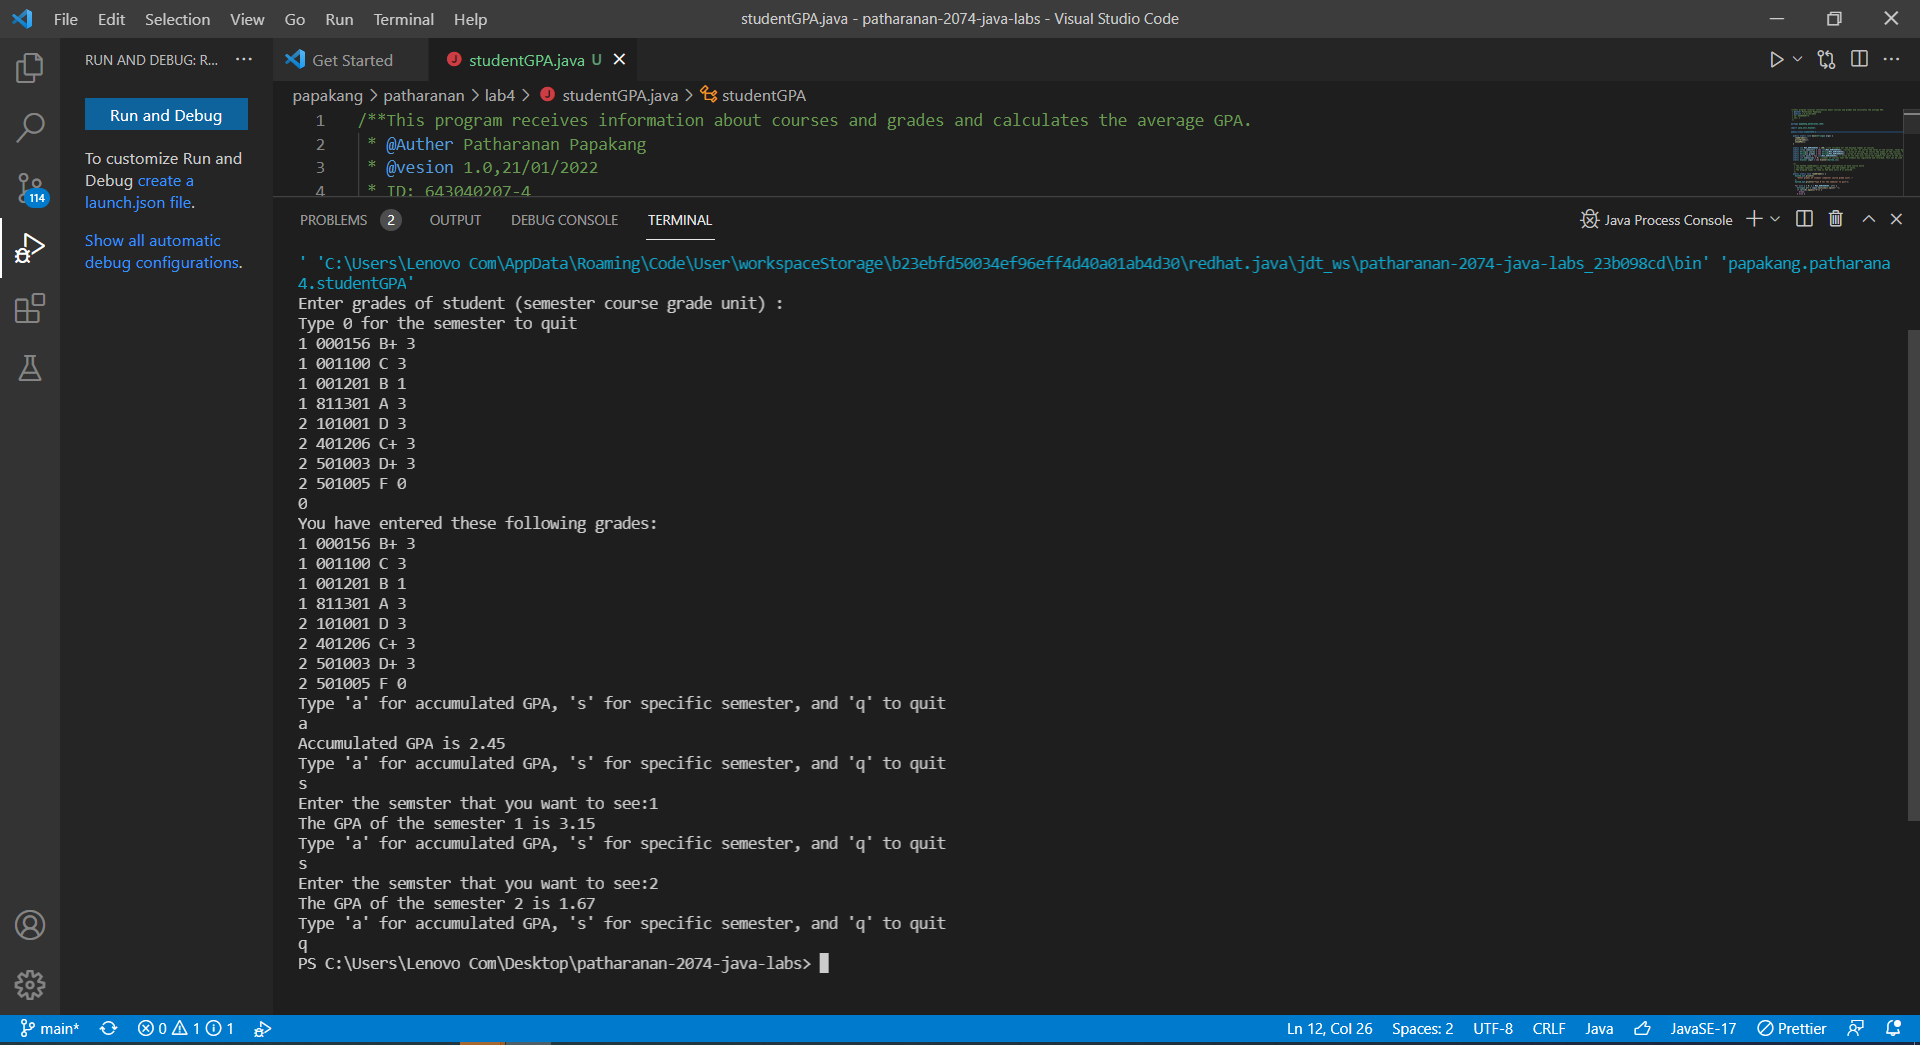 File Edit Selection View Go Run Terminal Help
studentGPA.java - patharanan-2074-java-labs - Visual Studio Code
RUN AND DEBUG: R... ···
Get Started
J studentGPA.java U
Run and Debug
To customize Run and
Debug create a
launch.json file.
Show all automatic
debug configurations.
114
papakang > patharanan > lab4 > J studentGPA.java > studentGPA
1 /**This program receives information about courses and grades and calculates the average GPA.
2 * @Auther Patharanan Papakang
3 * @vesion 1.0,21/01/2022
4 * ID: 643040207-4
PROBLEMS 2 OUTPUT DEBUG CONSOLE TERMINAL
Java Process Console
' 'C:\Users\Lenovo Com\AppData\Roaming\Code\User\workspaceStorage\b23ebfd50034ef96eff4d40a01ab4d30\redhat.java\jdt_ws\patharanan-2074-java-labs_23b098cd\bin' 'papakang.patharana
4.studentGPA'
Enter grades of student (semester course grade unit) :
Type 0 for the semester to quit
1 000156 B+ 3
1 001100 C 3
1 001201 B 1
1 811301 A 3
2 101001 D 3
2 401206 C+ 3
2 501003 D+ 3
2 501005 F 0
0
You have entered these following grades:
1 000156 B+ 3
1 001100 C 3
1 001201 B 1
1 811301 A 3
2 101001 D 3
2 401206 C+ 3
2 501003 D+ 3
2 501005 F 0
Type 'a' for accumulated GPA, 's' for specific semester, and 'q' to quit
a
Accumulated GPA is 2.45
Type 'a' for accumulated GPA, 's' for specific semester, and 'q' to quit
s
Enter the semster that you want to see:1
The GPA of the semester 1 is 3.15
Type 'a' for accumulated GPA, 's' for specific semester, and 'q' to quit
s
Enter the semster that you want to see:2
The GPA of the semester 2 is 1.67
Type 'a' for accumulated GPA, 's' for specific semester, and 'q' to quit
q
PS C:\Users\Lenovo Com\Desktop\patharanan-2074-java-labs>
main* 0 1 1
Ln 12, Col 26 Spaces: 2 UTF-8 CRLF Java JavaSE-17 Prettier